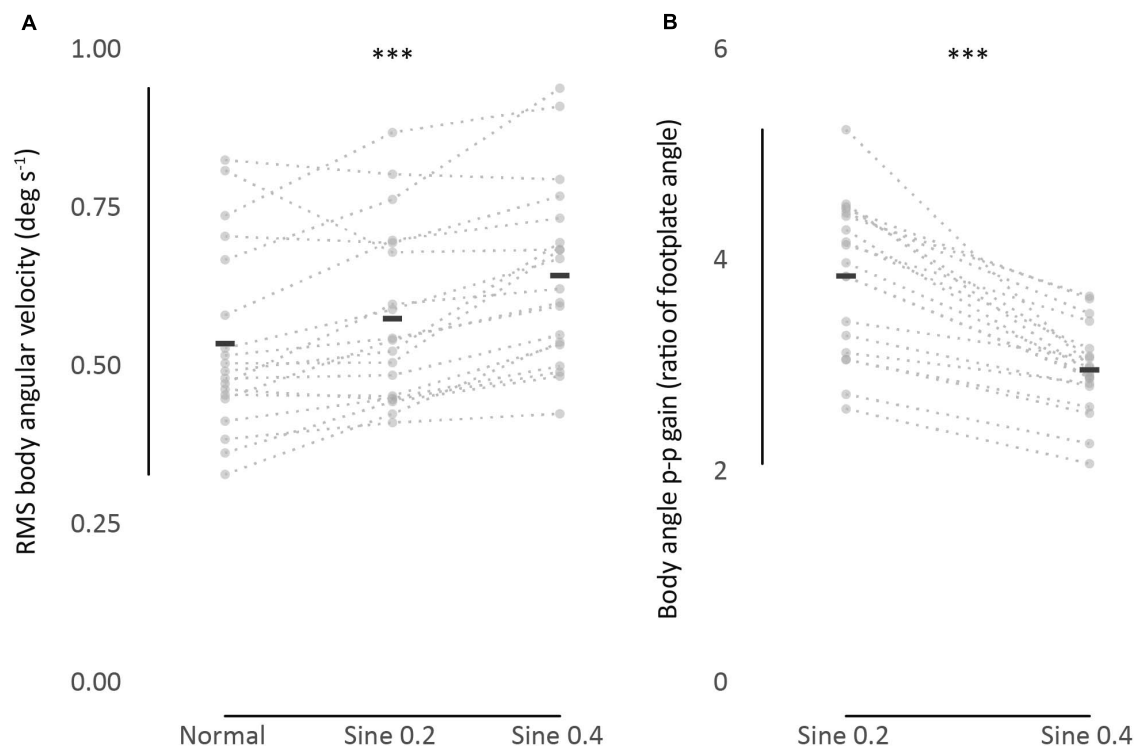 A
RMS body angular velocity (deg s-1)
1.00
0.75
0.50
0.25
0.00
***
Normal
Sine 0.2
Sine 0.4
B
Body angle p-p gain (ratio of footplate angle)
6
4
2
0
***
Sine 0.2
Sine 0.4